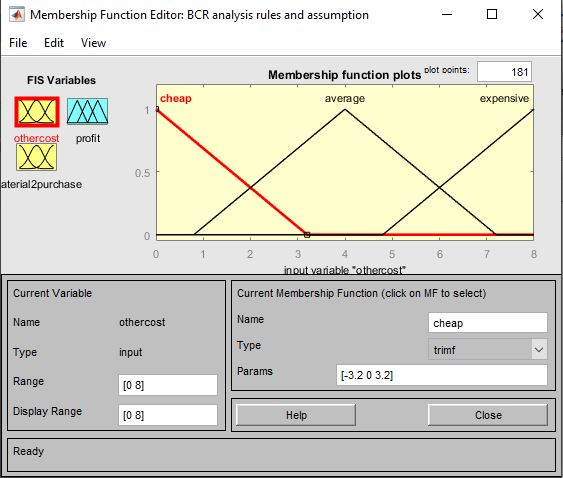 Membership Function Editor: BCR analysis rules and assumption
File Edit View
FIS Variables
othercost profit
aterial2purchase
Membership function plots plot points: 181
cheap average expensive
1
0.5
0
0 1 2 3 4 5 6 7 8
input variable "othercost"
Current Variable
Name othercost
Type input
Range [0 8]
Display Range [0 8]
Current Membership Function (click on MF to select)
Name cheap
Type trimf
Params [-3.2 0 3.2]
Help Close
Ready